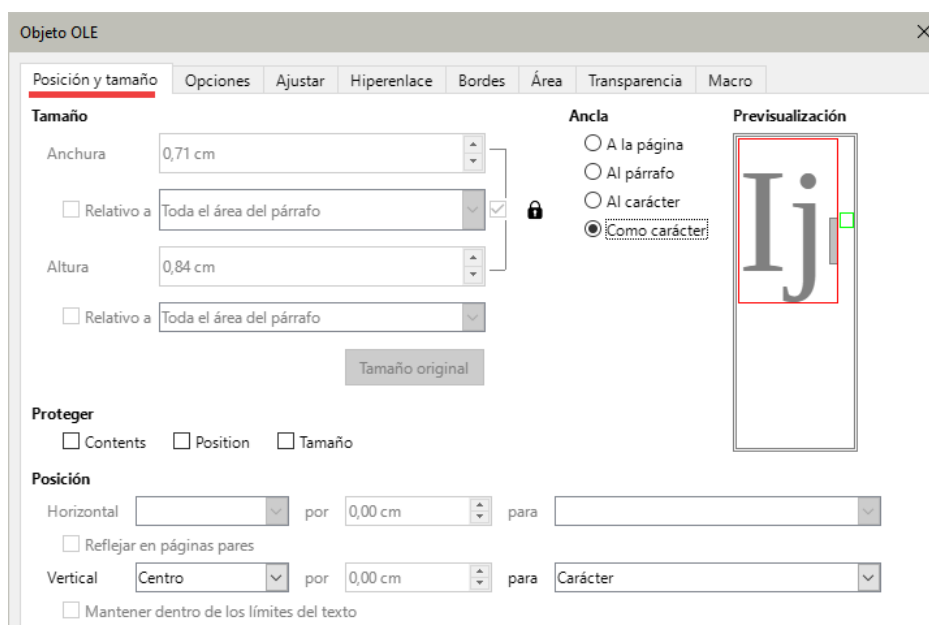 Objeto OLE
Posición y tamaño Opciones Ajustar Hiperenlace Bordes Área Transparencia Macro
Tamaño
Anchura 0,71 cm
Relativo a Toda el área del párrafo
Altura 0,84 cm
Relativo a Toda el área del párrafo
Tamaño original
Ancla
A la página
Al párrafo
Al carácter
Como carácter
Previsualización
Ij
Proteger
Contents Position Tamaño
Posición
Horizontal por 0,00 cm para
Reflejar en páginas pares
Vertical Centro por 0,00 cm para Carácter
Mantener dentro de los límites del texto